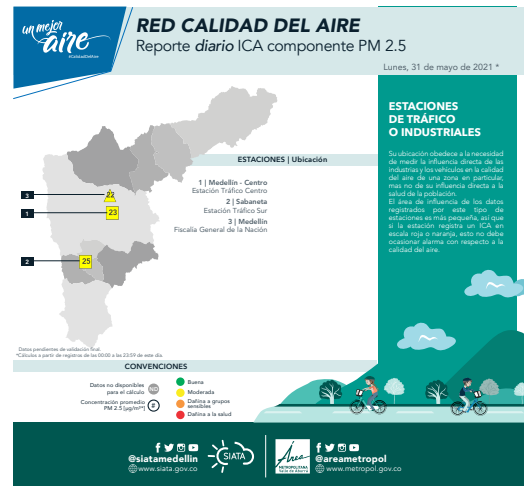 un mejor
aire
#CalidadDelAire
RED CALIDAD DEL AIRE
Reporte diario ICA componente PM 2.5
Lunes, 31 de mayo de 2021 *
ESTACIONES
DE TRÁFICO
O INDUSTRIALES
Su ubicación obedece a la necesidad
de medir la influencia directa de las
industrias y los vehículos en la calidad
del aire de una zona en particular,
mas no de su influencia directa a la
salud de la población.
El área de influencia de los datos
registrados por este tipo de
estaciones es más pequeña, así que
si la estación registra un ICA en
escala roja o naranja, esto no debe
ocasionar alarma con respecto a la
calidad del aire.
ESTACIONES | Ubicación
1 | Medellín - Centro
Estación Tráfico Centro
2 | Sabaneta
Estación Tráfico Sur
3 | Medellín
Fiscalía General de la Nación
3
22
1
23
2
25
Datos pendientes de validación final.
*Cálculos a partir de registros de las 00:00 a las 23:59 de este día.
CONVENCIONES
Datos no disponibles
para el cálculo
ND
Concentración promedio
PM 2.5 [µg/m³*]
#
Buena
Moderada
Dañina a grupos
sensibles
Dañina a la salud
@siatamedellin
www.siata.gov.co
SIATA
Área
METROPOLITANA
Valle de Aburrá
@areametropol
www.metropol.gov.co